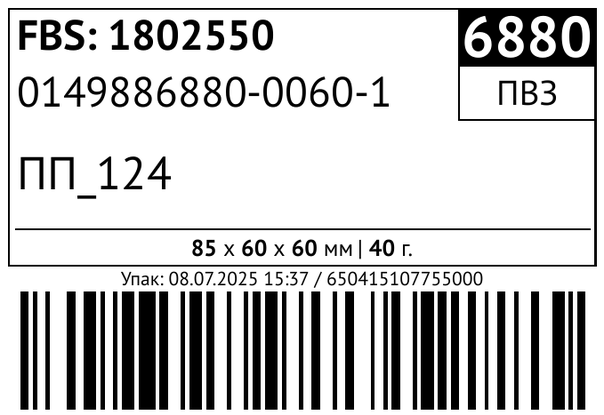 FBS: 1802550
6880
0149886880-0060-1
ПВЗ
ПП_124
85 x 60 x 60 мм | 40 г.
Упак: 08.07.2025 15:37 / 650415107755000